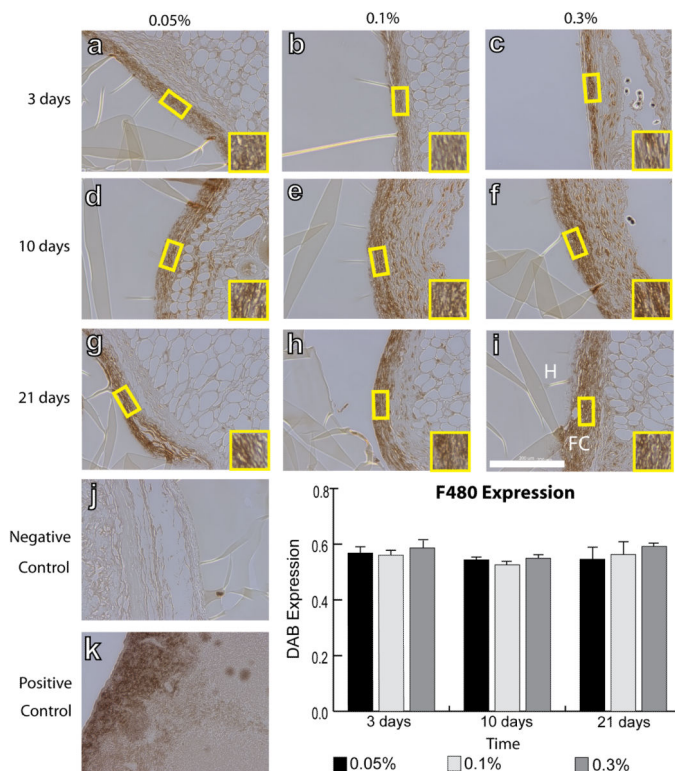 0.05%
0.1%
0.3%
a
b
c
3 days
d
e
f
10 days
g
h
i
H
FC
21 days
j
Negative
Control
k
Positive
Control
F480 Expression
DAB Expression
0.8
0.6
0.4
0.2
0.0
3 days
10 days
21 days
Time
0.05%
0.1%
0.3%